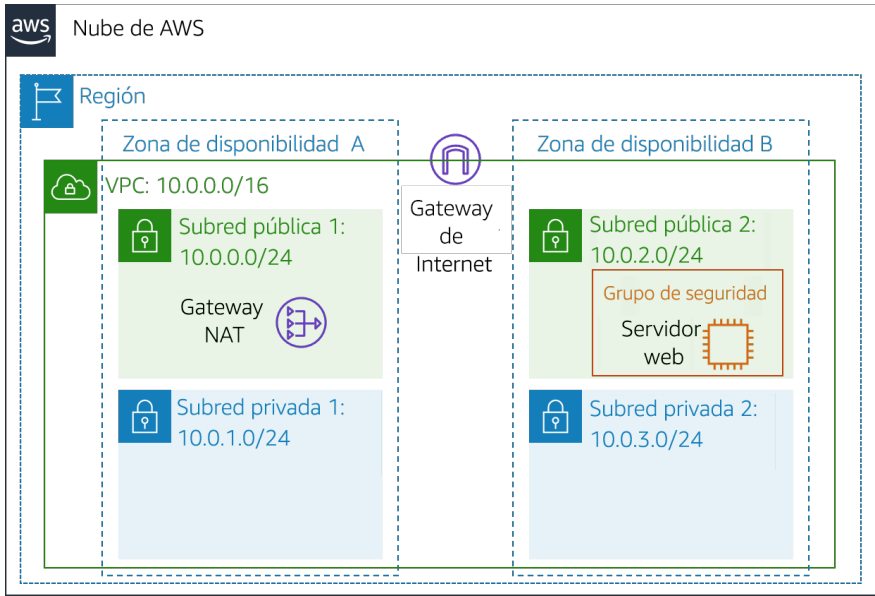 aws
Nube de AWS
Región
Zona de disponibilidad A
Zona de disponibilidad B
VPC: 10.0.0.0/16
Gateway
de
Internet
Subred pública 1:
10.0.0.0/24
Gateway
NAT
Subred pública 2:
10.0.2.0/24
Grupo de seguridad
Servidor
web
Subred privada 1:
10.0.1.0/24
Subred privada 2:
10.0.3.0/24